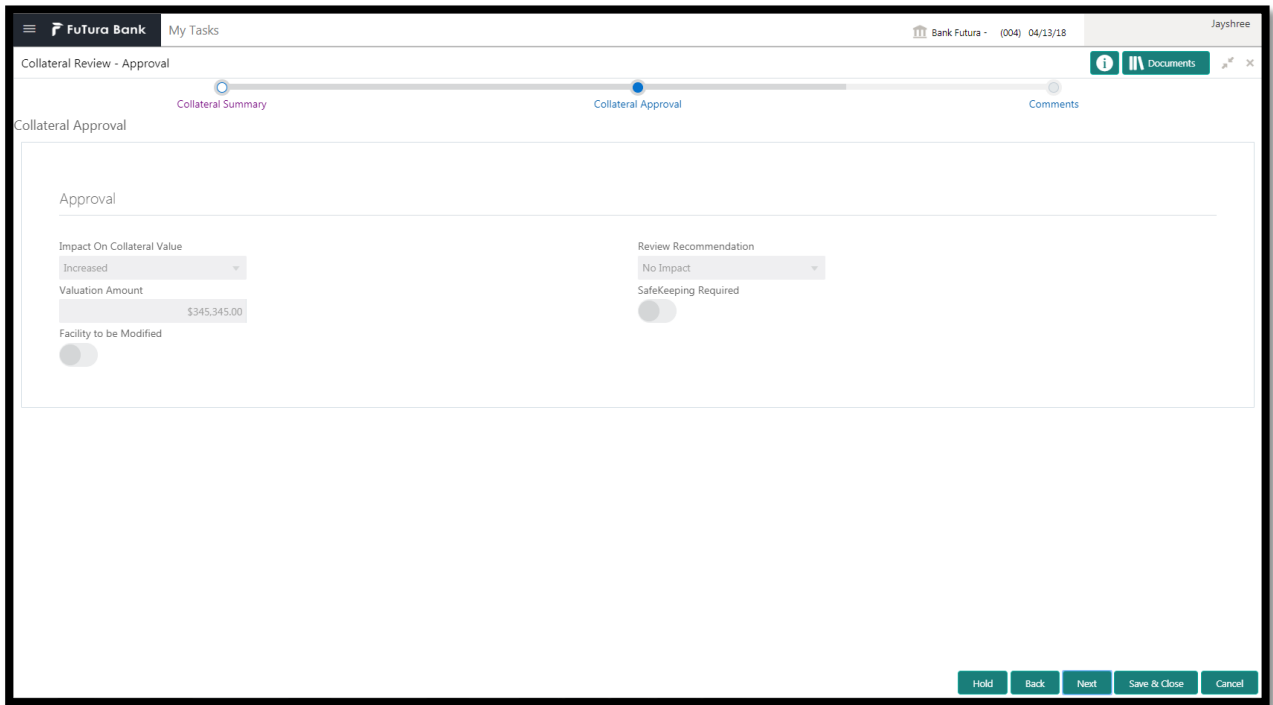 FuTura Bank My Tasks Bank Futura - (004) 04/13/18 Jayshree
Collateral Review - Approval i Documents
Collateral Summary Collateral Approval Comments
Collateral Approval
Approval
Impact On Collateral Value Review Recommendation
Increased No Impact
Valuation Amount SafeKeeping Required
$345,345.00
Facility to be Modified
Hold Back Next Save & Close Cancel